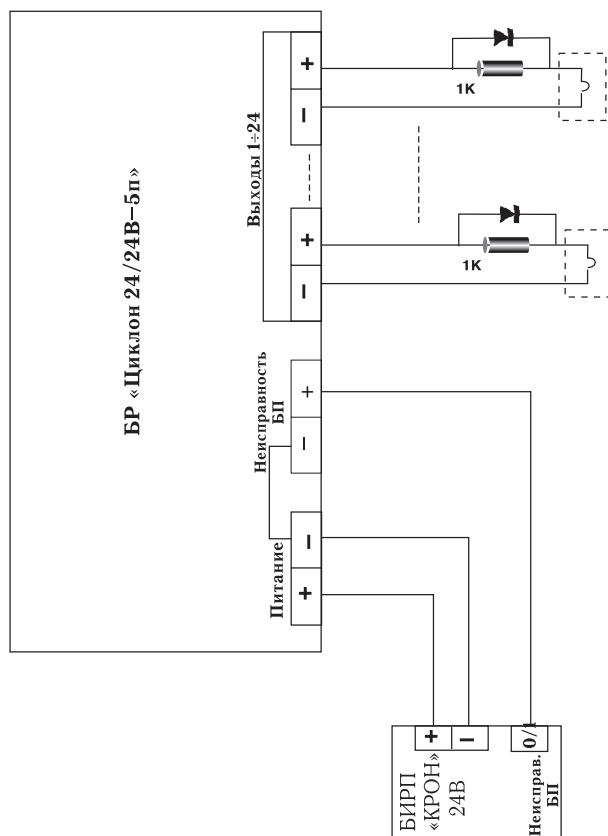 БР «Циклон 24/24В–5п»
Выходы 1÷24
+
–
+
–
1К
1К
Неисправность
БП
+
–
Питание
–
+
БИРП
«КРОН»
24В
+
–
0/1
Неисправ.
БП